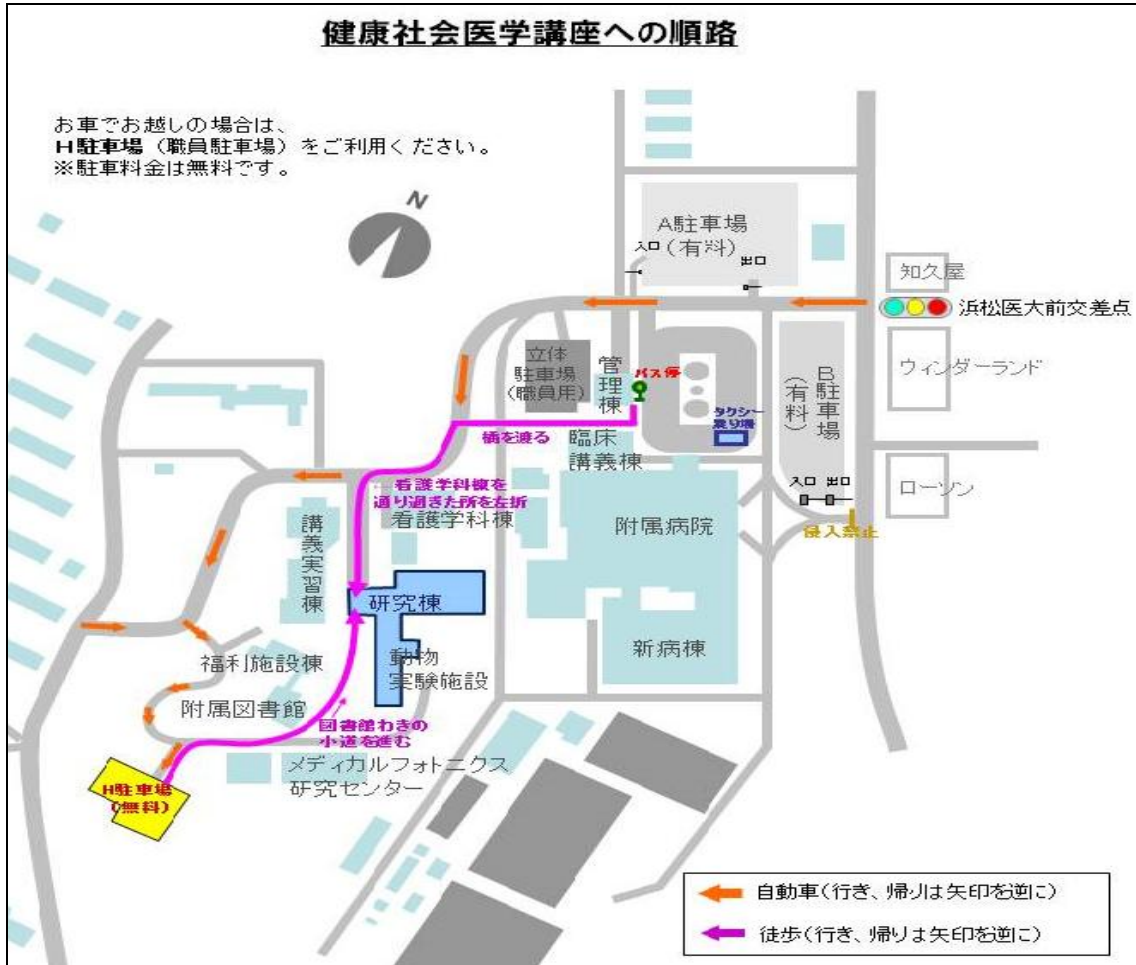 健康社会医学講座への順路
お車でお越しの場合は、
H駐車場（職員駐車場）をご利用ください。
※駐車料金は無料です。
N
A駐車場
（有料）
入口
出口
知久屋
浜松医大前交差点
ウィンダーランド
ローソン
B駐車場
（有料）
入口 出口
侵入禁止
立体
駐車場
（職員用）
管理棟
バス停
タクシー
乗り場
橋を渡る
臨床
講義棟
看護学科棟を
通り過ぎた所を左折
看護学科棟
附属病院
新病棟
講義実習棟
研究棟
動物
実験施設
福利施設棟
附属図書館
図書館わきの
小道を進む
メディカルフォトニクス
研究センター
H駐車場
（無料）
自動車（行き、帰りは矢印を逆に）
徒歩（行き、帰りは矢印を逆に）